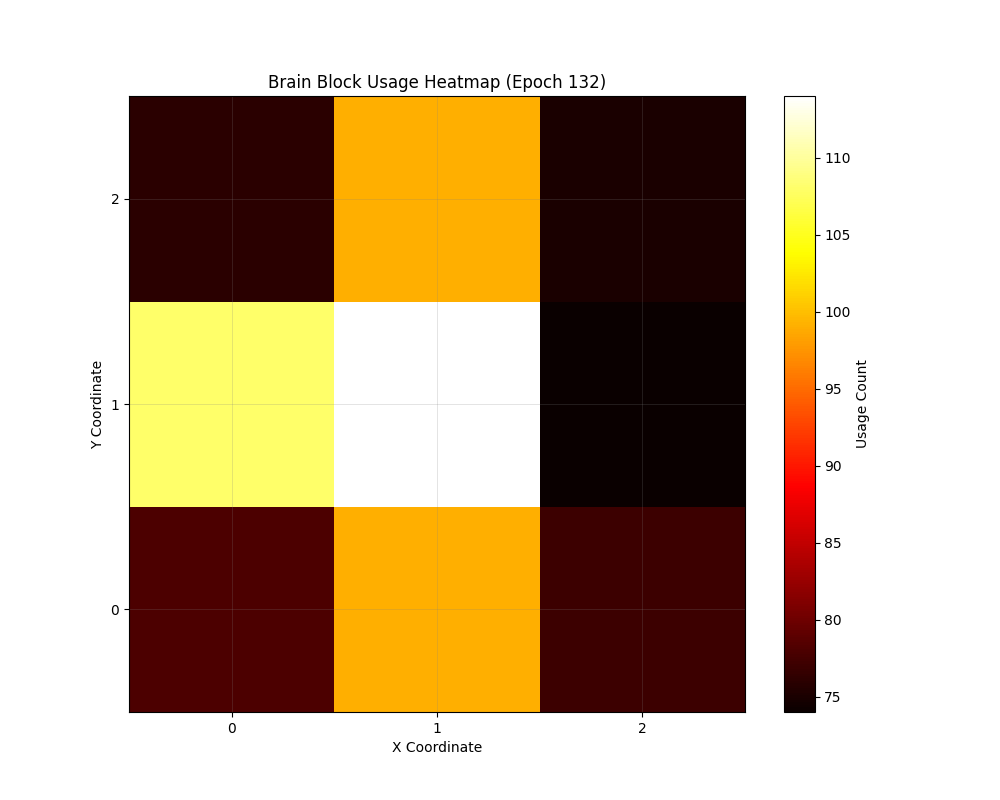 Brain Block Usage Heatmap (Epoch 132)
2
1
0
Y Coordinate
0 1 2
X Coordinate
110
105
100
95
90
85
80
75
Usage Count